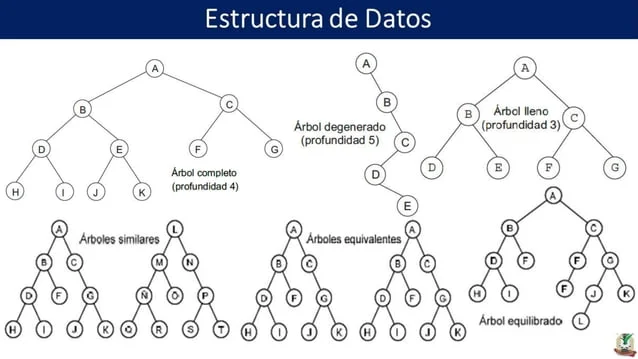 Estructura de Datos
A
B C
D E F G
H I J K
Árbol completo
(profundidad 4)
A
B
C
D
E
Árbol degenerado
(profundidad 5)
A
B C
D E F G
Árbol lleno
(profundidad 3)
Árboles similares
A
B C
D F G
H I J K
L
M N
Ñ O P
Q R S T
Árboles equivalentes
A
B C
D F G
H I J K
A
B C
D F G
H I J K
A
B C
D F F G
H I F J K
L
Árbol equilibrado